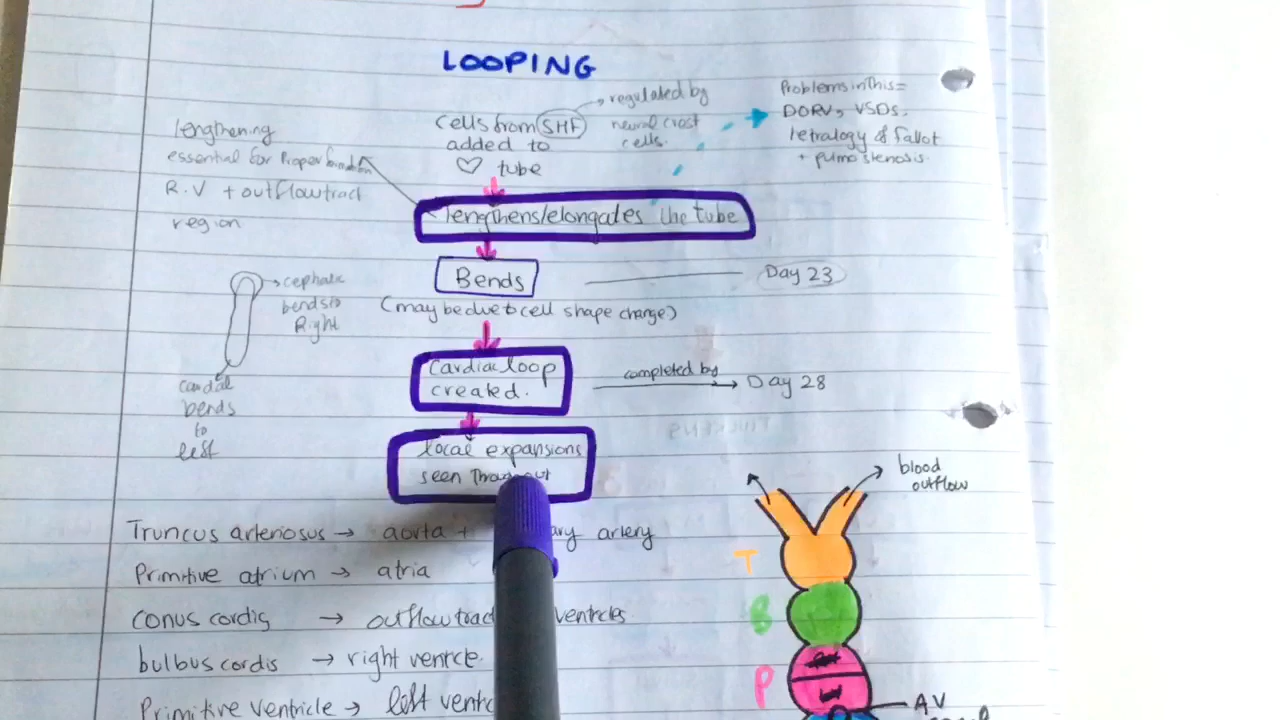 LOOPING
cells from SHF
added to
♡ tube
regulated by
neural crest
cells.
Problems in this =
DORV, VSDs,
tetralogy of fallot
+ pulmo stenosis.
lengthening
essential for Proper
R.V + outflow tract
region
lengthens/elongates the tube
Bends
Day 23
(may be due to cell shape change)
cephalic
bends to
Right
caudal
bends
to
left
Cardiac loop
created.
completed by
Day 28
local expansions
seen
Truncus arteriosus → aorta + artery
Primitive atrium → atria
conus cordis → outflow ventricles.
bulbus cordis → right ventricle.
Primitive ventricle → left
blood
outflow
T
B
P
AV